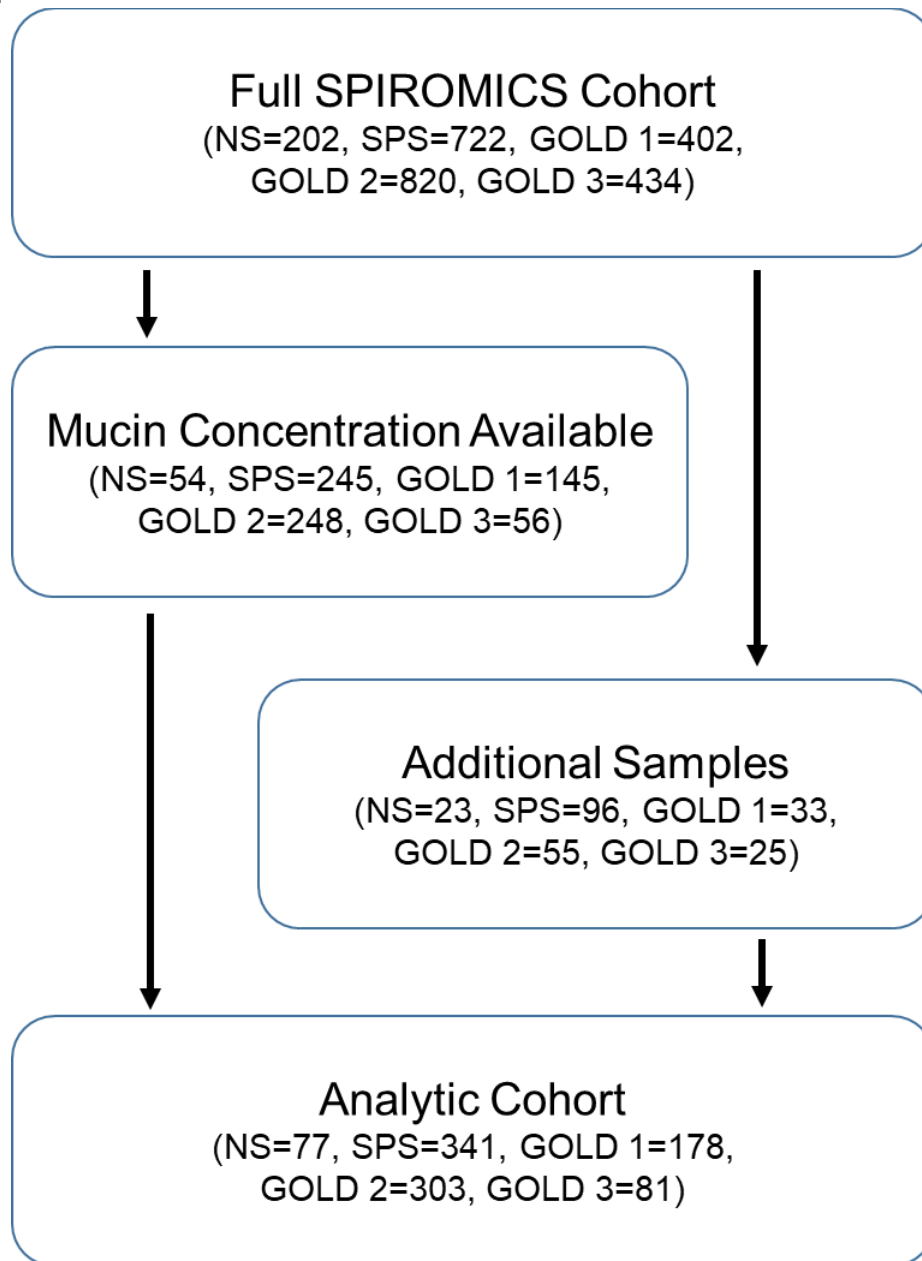 Full SPIROMICS Cohort
(NS=202, SPS=722, GOLD 1=402,
GOLD 2=820, GOLD 3=434)
Mucin Concentration Available
(NS=54, SPS=245, GOLD 1=145,
GOLD 2=248, GOLD 3=56)
Additional Samples
(NS=23, SPS=96, GOLD 1=33,
GOLD 2=55, GOLD 3=25)
Analytic Cohort
(NS=77, SPS=341, GOLD 1=178,
GOLD 2=303, GOLD 3=81)